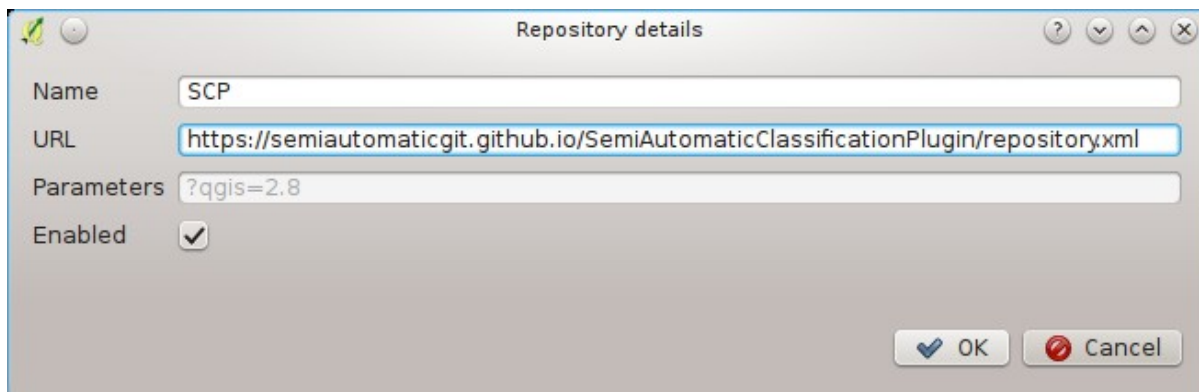 Repository details
Name SCP
URL https://semiautomaticgit.github.io/SemiAutomaticClassificationPlugin/repository.xml
Parameters ?qgis=2.8
Enabled
OK Cancel